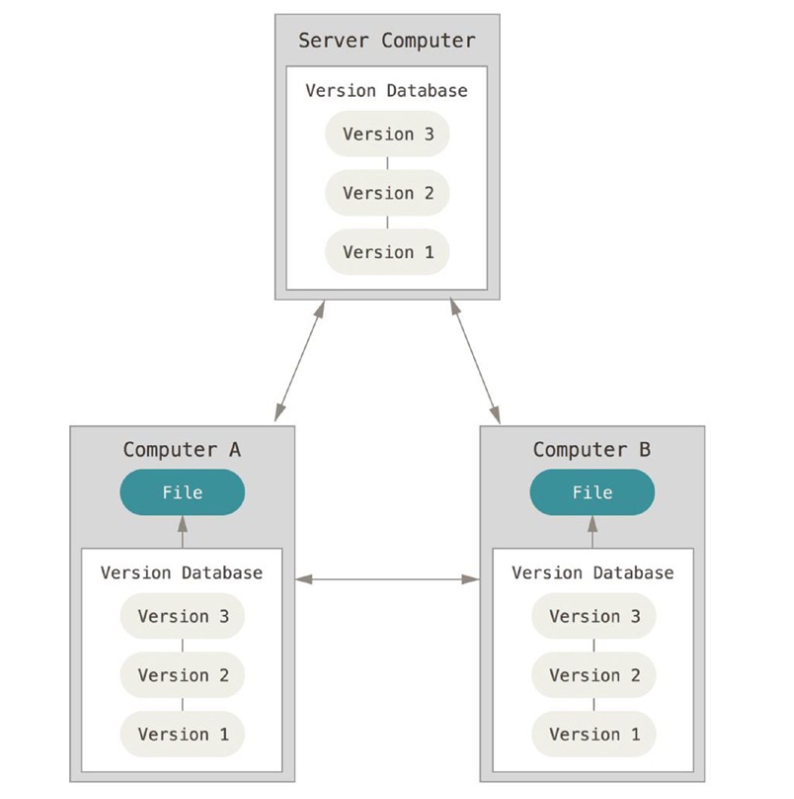 Server Computer
Version Database
Version 3
Version 2
Version 1
Computer A
File
Version Database
Version 3
Version 2
Version 1
Computer B
File
Version Database
Version 3
Version 2
Version 1